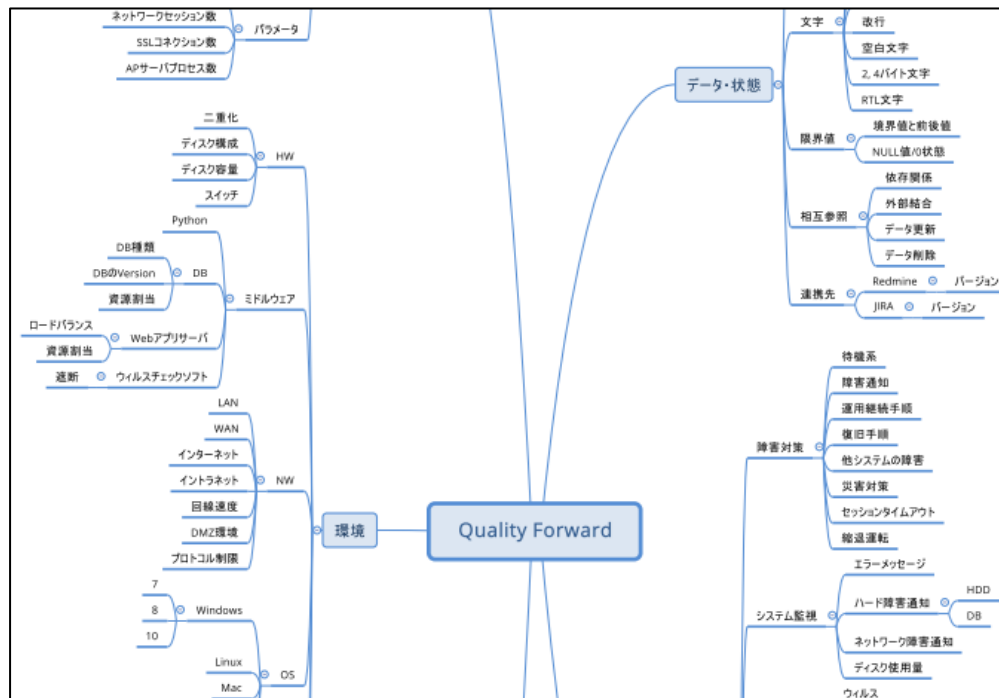 ネットワークセッション数
SSLコネクション数
APサーバプロセス数
パラメータ
二重化
ディスク構成
ディスク容量
スイッチ
HW
Python
DB種類
DBのVersion
資源割当
DB
ロードバランス
資源割当
Webアプリサーバ
遮断
ウィルスチェックソフト
ミドルウェア
LAN
WAN
インターネット
イントラネット
回線速度
DMZ環境
プロトコル制限
NW
7
8
10
Windows
Linux
Mac
OS
環境
Quality Forward
データ・状態
文字
改行
空白文字
2, 4バイト文字
RTL文字
限界値
境界値と前後値
NULL値/0状態
相互参照
依存関係
外部結合
データ更新
データ削除
連携先
Redmine
バージョン
JIRA
バージョン
障害対策
待機系
障害通知
運用継続手順
復旧手順
他システムの障害
災害対策
セッションタイムアウト
縮退運転
システム監視
エラーメッセージ
ハード障害通知
HDD
DB
ネットワーク障害通知
ディスク使用量
ウィルス